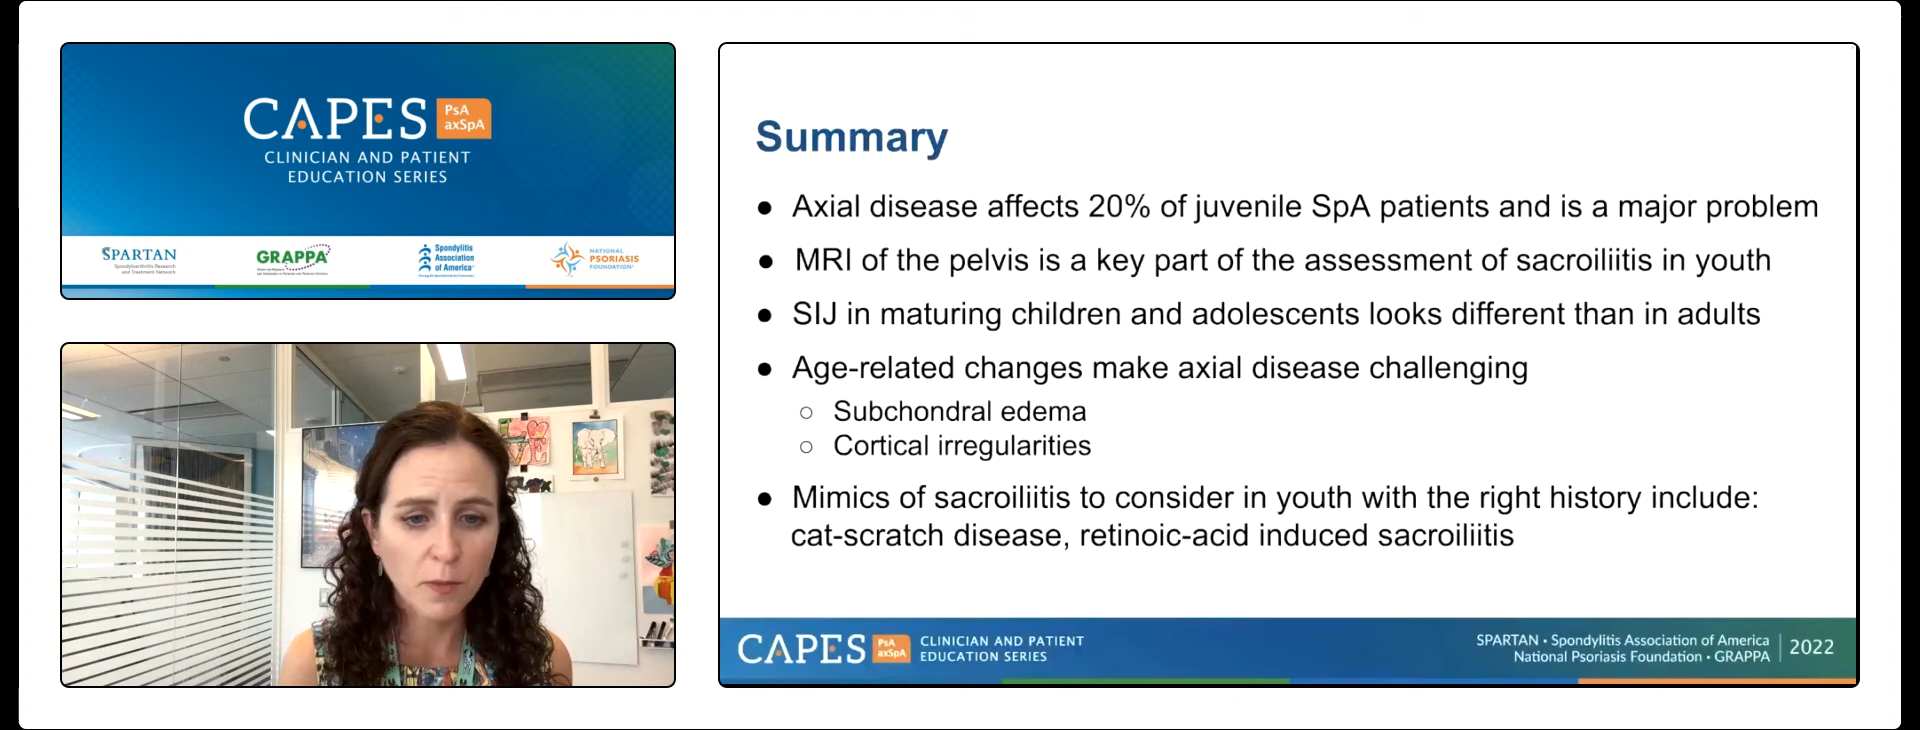 CAPES PsA axSpA
CLINICIAN AND PATIENT
EDUCATION SERIES
SPARTAN
Spondyloarthritis Research
and Treatment Network
GRAPPA
Spondylitis
Association
of America
NATIONAL
PSORIASIS
FOUNDATION
Summary
● Axial disease affects 20% of juvenile SpA patients and is a major problem
● MRI of the pelvis is a key part of the assessment of sacroiliitis in youth
● SIJ in maturing children and adolescents looks different than in adults
● Age-related changes make axial disease challenging
○ Subchondral edema
○ Cortical irregularities
● Mimics of sacroiliitis to consider in youth with the right history include:
cat-scratch disease, retinoic-acid induced sacroiliitis
CAPES PsA axSpA
CLINICIAN AND PATIENT
EDUCATION SERIES
SPARTAN • Spondylitis Association of America
National Psoriasis Foundation • GRAPPA
2022